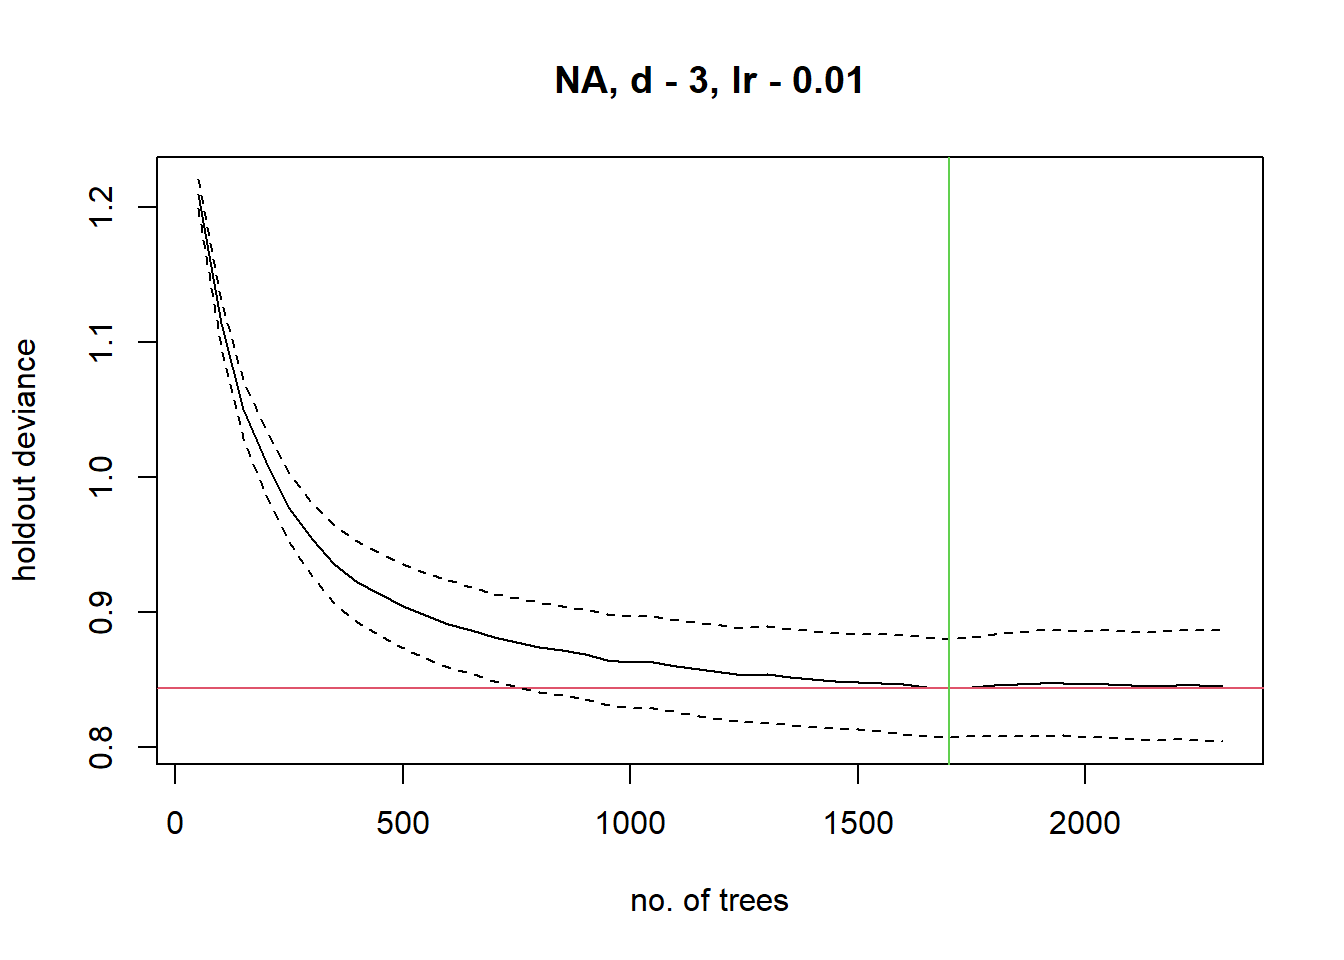 NA, d - 3, lr - 0.01
holdout deviance
1.2
1.1
1.0
0.9
0.8
0 500 1000 1500 2000
no. of trees